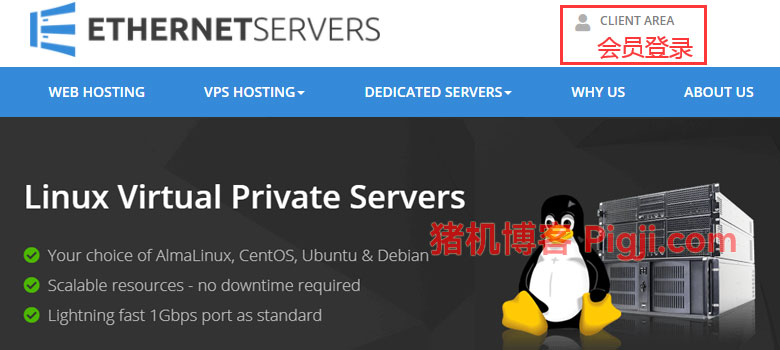 ETHERNETSERVERS
CLIENT AREA
会员登录
WEB HOSTING
VPS HOSTING
DEDICATED SERVERS
WHY US
ABOUT US
Linux Virtual Private Servers
猪机博客 Pigji.com
Your choice of AlmaLinux, CentOS, Ubuntu & Debian
Scalable resources - no downtime required
Lightning fast 1Gbps port as standard